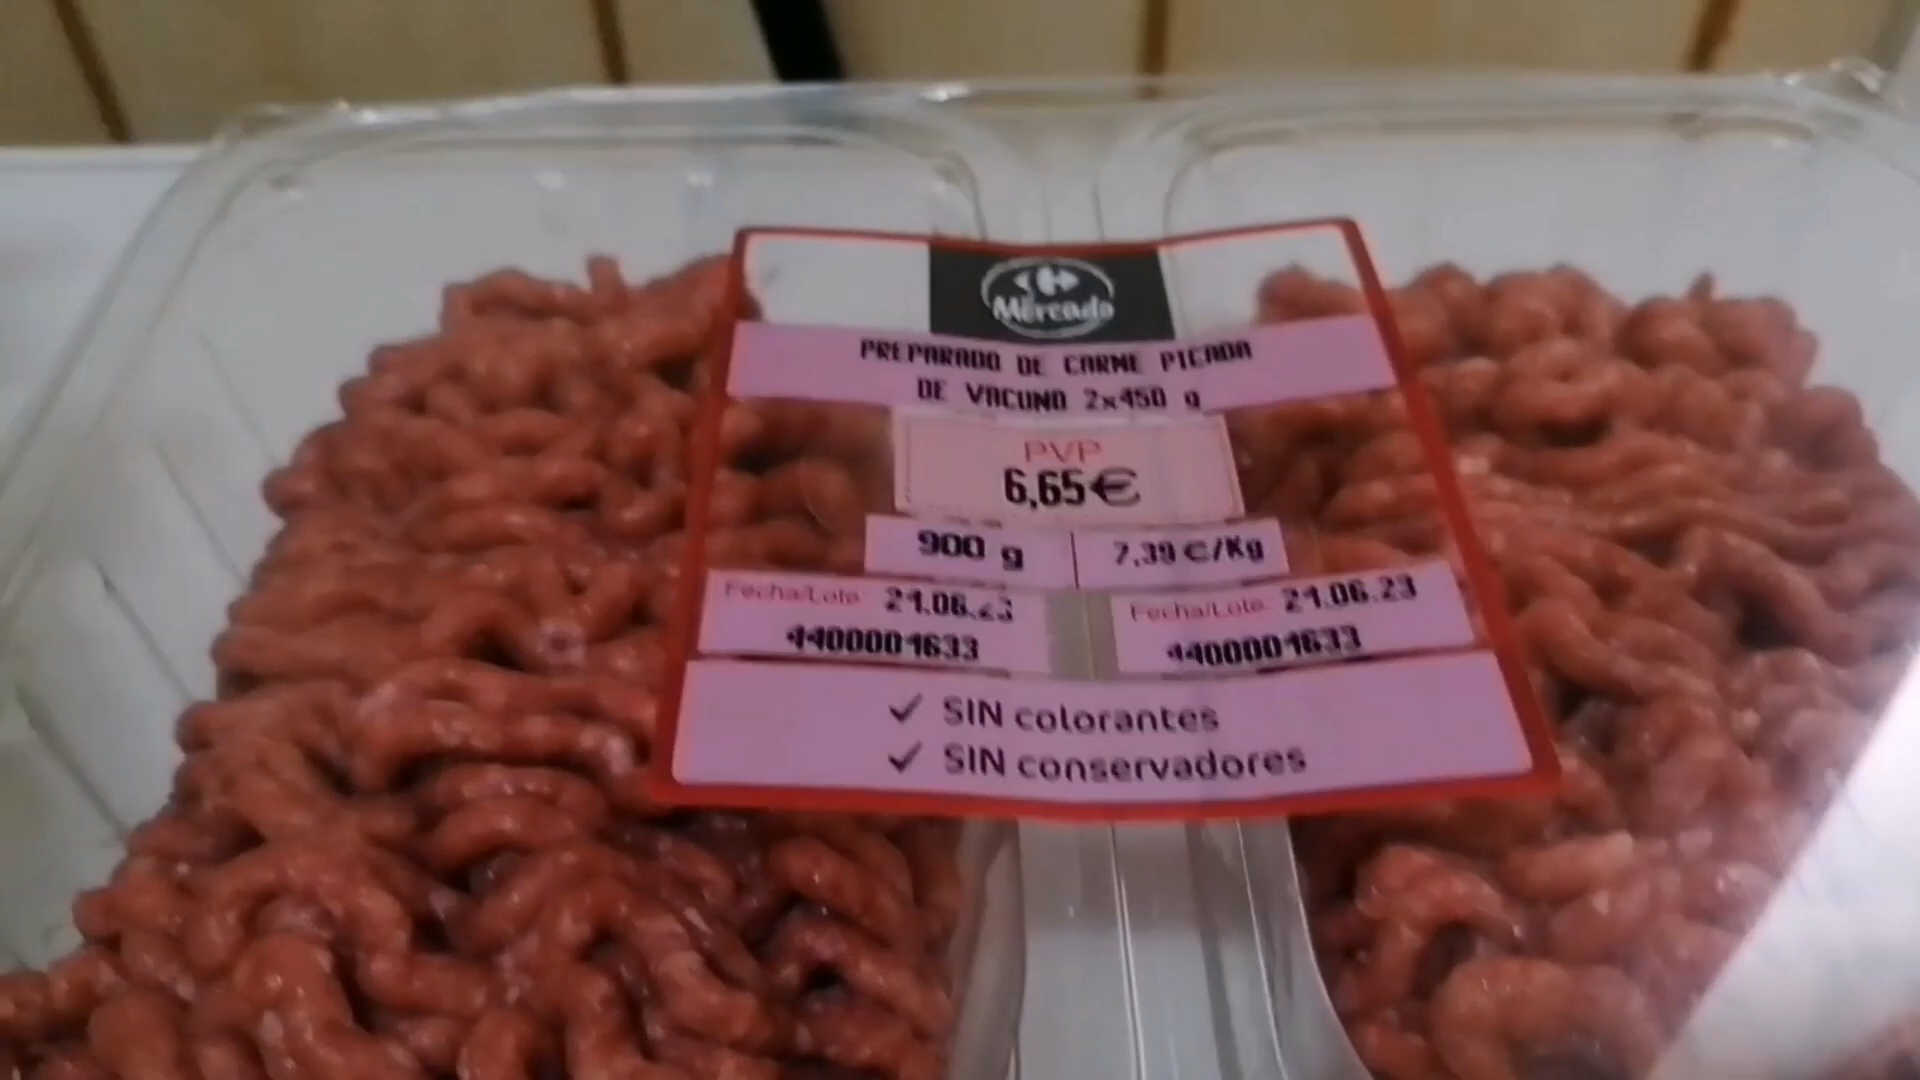 Mercado
PREPARADO DE CARNE PICADA
DE VACUNO 2x450 g
PVP
6,65€
900 g 7,39 €/Kg
Fecha/Lote 21.06.23 Fecha/Lote 21.06.23
4400001633 4400001633
✓ SIN colorantes
✓ SIN conservadores